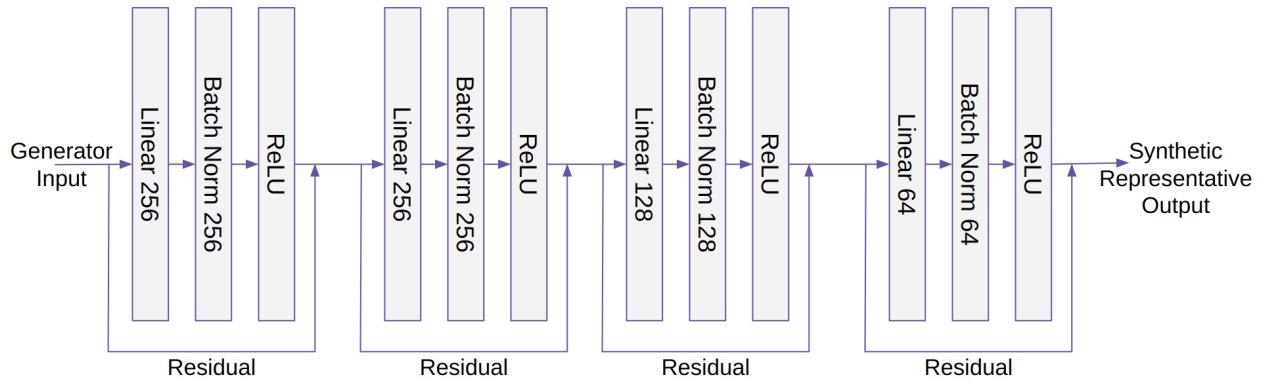 Generator
Input
Linear 256
Batch Norm 256
ReLU
Residual
Linear 256
Batch Norm 256
ReLU
Residual
Linear 128
Batch Norm 128
ReLU
Residual
Linear 64
Batch Norm 64
ReLU
Residual
Synthetic
Representative
Output